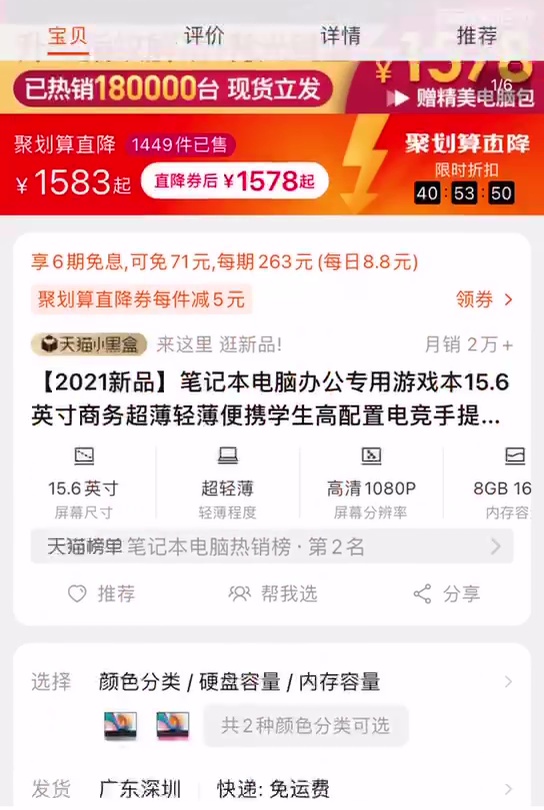 宝贝 评价 详情 推荐
已热销180000台 现货立发
¥1578
1/6
赠精美电脑包
聚划算直降 1449件已售
聚划算直降
¥1583起 直降券后 ¥1578起
限时折扣
40:53:50
享6期免息,可免71元,每期263元(每日8.8元)
聚划算直降券每件减5元 领券
天猫小黑盒 来这里 逛新品! 月销 2万+
【2021新品】笔记本电脑办公专用游戏本15.6
英寸商务超薄轻薄便携学生高配置电竞手提...
15.6英寸 超轻薄 高清1080P 8GB 16
屏幕尺寸 轻薄程度 屏幕分辨率 内存容
天猫榜单 笔记本电脑热销榜·第2名
推荐 帮我选 分享
选择 颜色分类 / 硬盘容量 / 内存容量
共2种颜色分类可选
发货 广东深圳 快递: 免运费